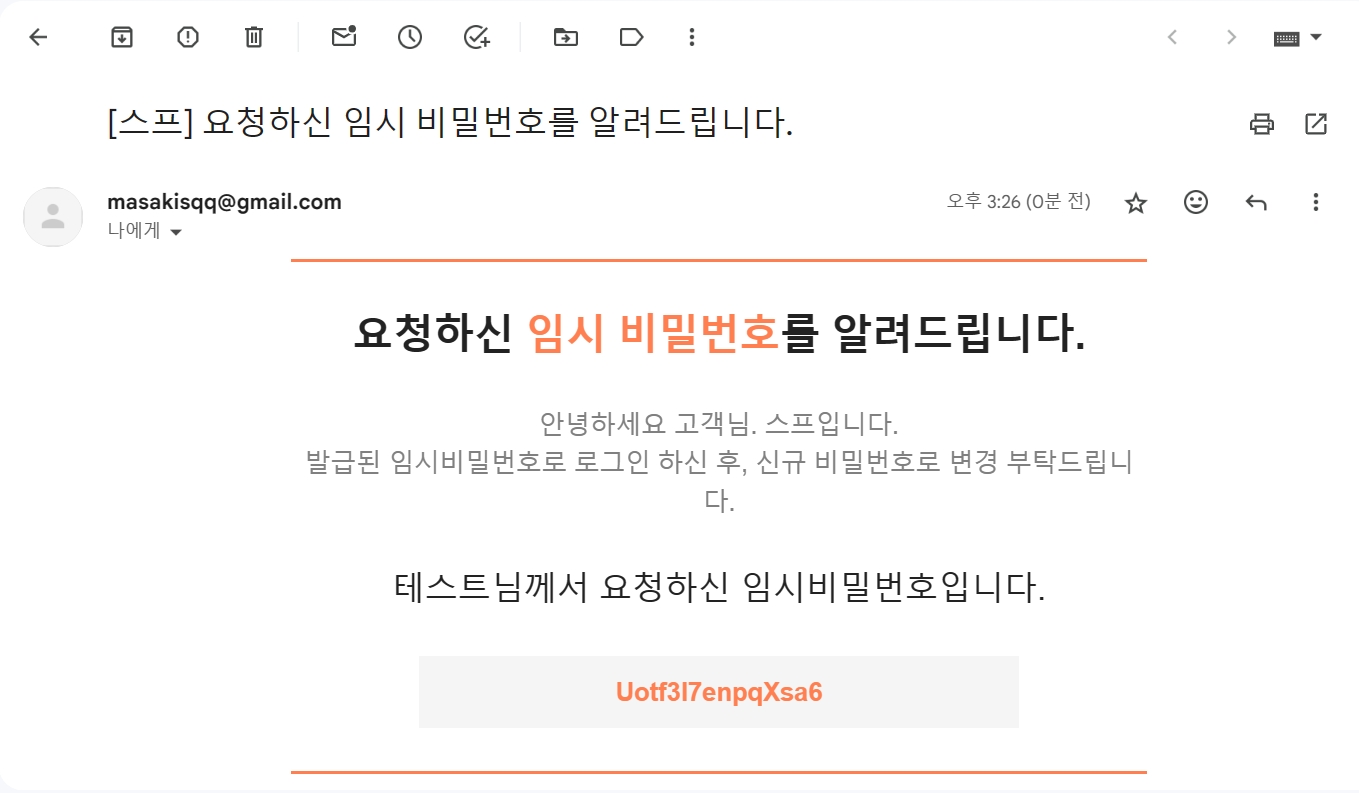 [스프] 요청하신 임시 비밀번호를 알려드립니다.
masakisqq@gmail.com
오후 3:26 (0분 전)
나에게
요청하신 임시 비밀번호를 알려드립니다.
안녕하세요 고객님. 스프입니다.
발급된 임시비밀번호로 로그인 하신 후, 신규 비밀번호로 변경 부탁드립니
다.
테스트님께서 요청하신 임시비밀번호입니다.
Uotf3l7enpqXsa6